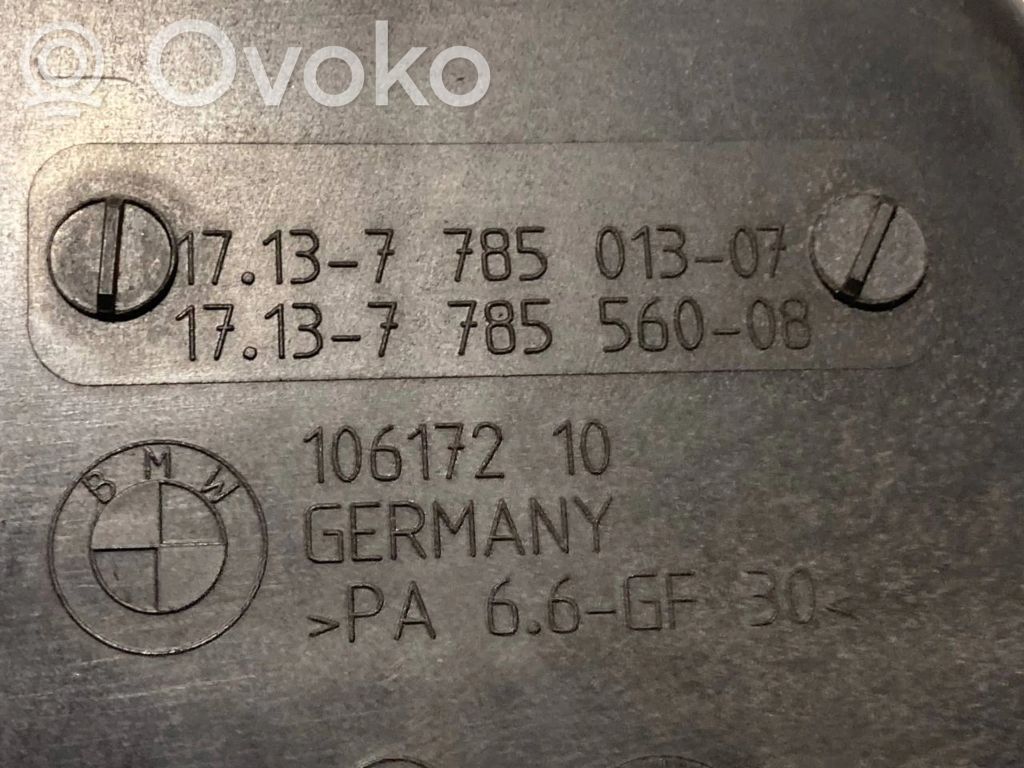 Ovoko
17.13-7 785 013-07
17.13-7 785 560-08
106172 10
BMW
GERMANY
>PA 6.6-GF 30<